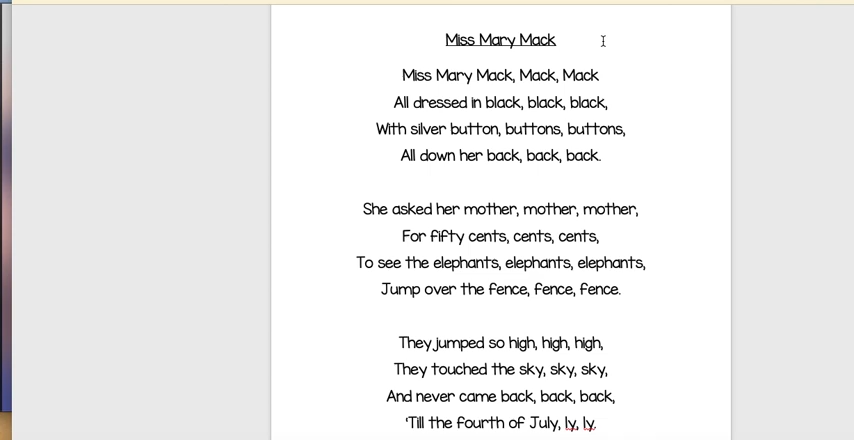 Miss Mary Mack
Miss Mary Mack, Mack, Mack
All dressed in black, black, black,
With silver button, buttons, buttons,
All down her back, back, back.
She asked her mother, mother, mother,
For fifty cents, cents, cents,
To see the elephants, elephants, elephants,
Jump over the fence, fence, fence.
They jumped so high, high, high,
They touched the sky, sky, sky,
And never came back, back, back,
'Till the fourth of July, ly, ly.